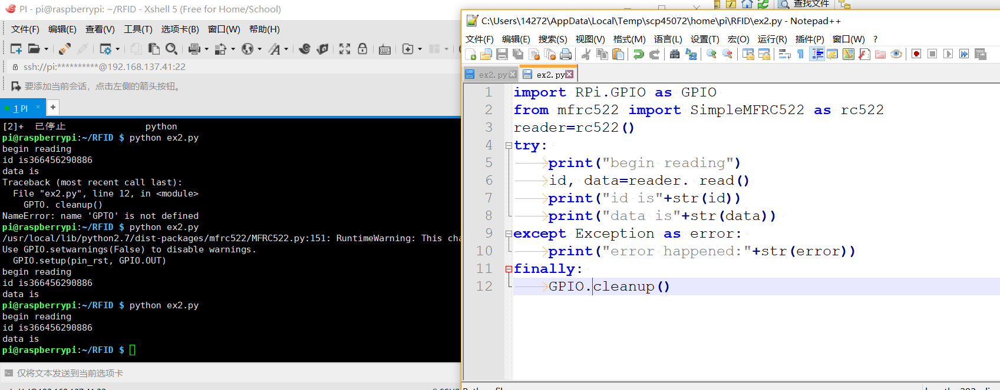 PI - pi@raspberrypi: ~/RFID - Xshell 5 (Free for Home/School)
文件(F) 编辑(E) 查看(V) 工具(T) 选项卡(B) 窗口(W) 帮助(H)
ssh://pi:**********@192.168.137.41:22
要添加当前会话，点击左侧的箭头按钮。
1 PI × +
[2]+ 已停止 python
pi@raspberrypi:~/RFID $ python ex2.py
begin reading
id is366456290886
data is
Traceback (most recent call last):
File "ex2.py", line 12, in <module>
GPTO. cleanup()
NameError: name 'GPTO' is not defined
pi@raspberrypi:~/RFID $ python ex2.py
/usr/local/lib/python2.7/dist-packages/mfrc522/MFRC522.py:151: RuntimeWarning: This cha
Use GPIO.setwarnings(False) to disable warnings.
GPIO.setup(pin_rst, GPIO.OUT)
begin reading
id is366456290886
data is
pi@raspberrypi:~/RFID $ python ex2.py
begin reading
id is366456290886
data is
pi@raspberrypi:~/RFID $
仅将文本发送到当前选项卡
查找文件
C:\Users\14272\AppData\Local\Temp\scp45072\home\pi\RFID\ex2.py - Notepad++
文件(F) 编辑(E) 搜索(S) 视图(V) 格式(M) 语言(L) 设置(T) 宏(O) 运行(R) 插件(P) 窗口(W) ?
ex2.py ex2.py
1 import RPi.GPIO as GPIO
2 from mfrc522 import SimpleMFRC522 as rc522
3 reader=rc522()
4 try:
5 print("begin reading")
6 id, data=reader. read()
7 print("id is"+str(id))
8 print("data is"+str(data))
9 except Exception as error:
10 print("error happened:"+str(error))
11 finally:
12 GPIO.cleanup()